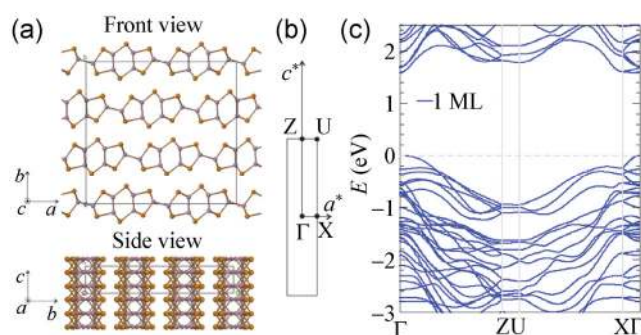 (a)
Front view
b
c
a
Side view
c
a
b
(b)
c*
Z
U
a*
Γ
X
(c)
E (eV)
2
1
0
-1
-2
-3
1 ML
Γ
ZU
XΓ